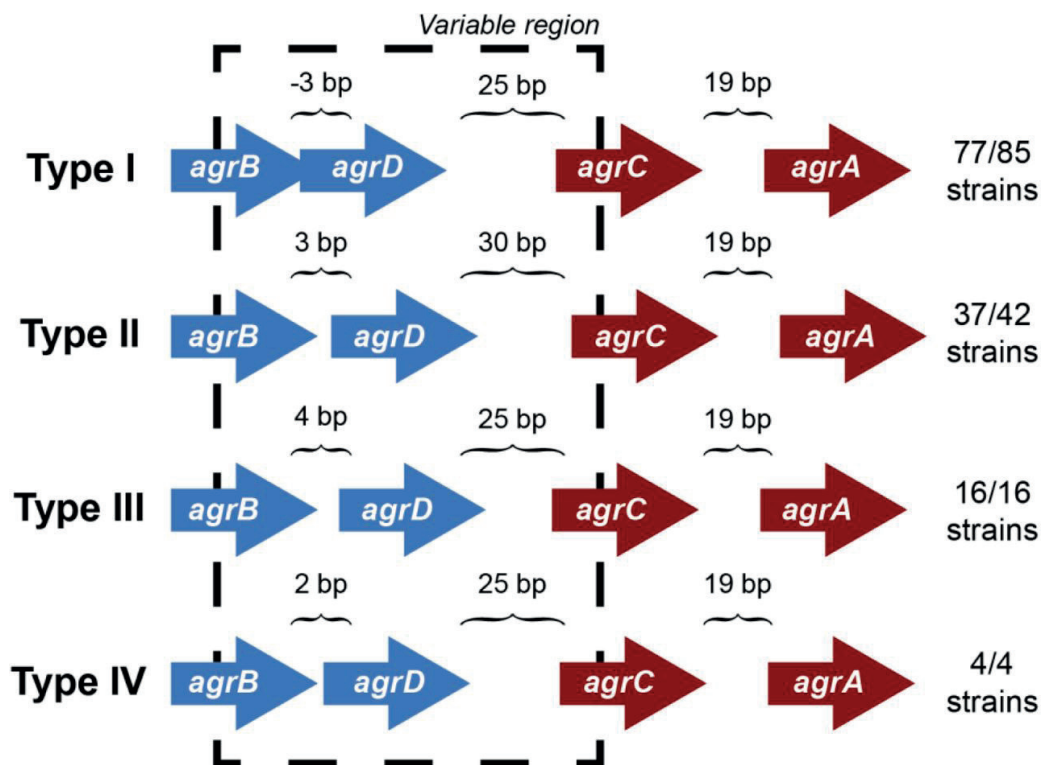 Variable region
-3 bp 25 bp 19 bp
Type I agrB agrD agrC agrA 77/85 strains
3 bp 30 bp 19 bp
Type II agrB agrD agrC agrA 37/42 strains
4 bp 25 bp 19 bp
Type III agrB agrD agrC agrA 16/16 strains
2 bp 25 bp 19 bp
Type IV agrB agrD agrC agrA 4/4 strains